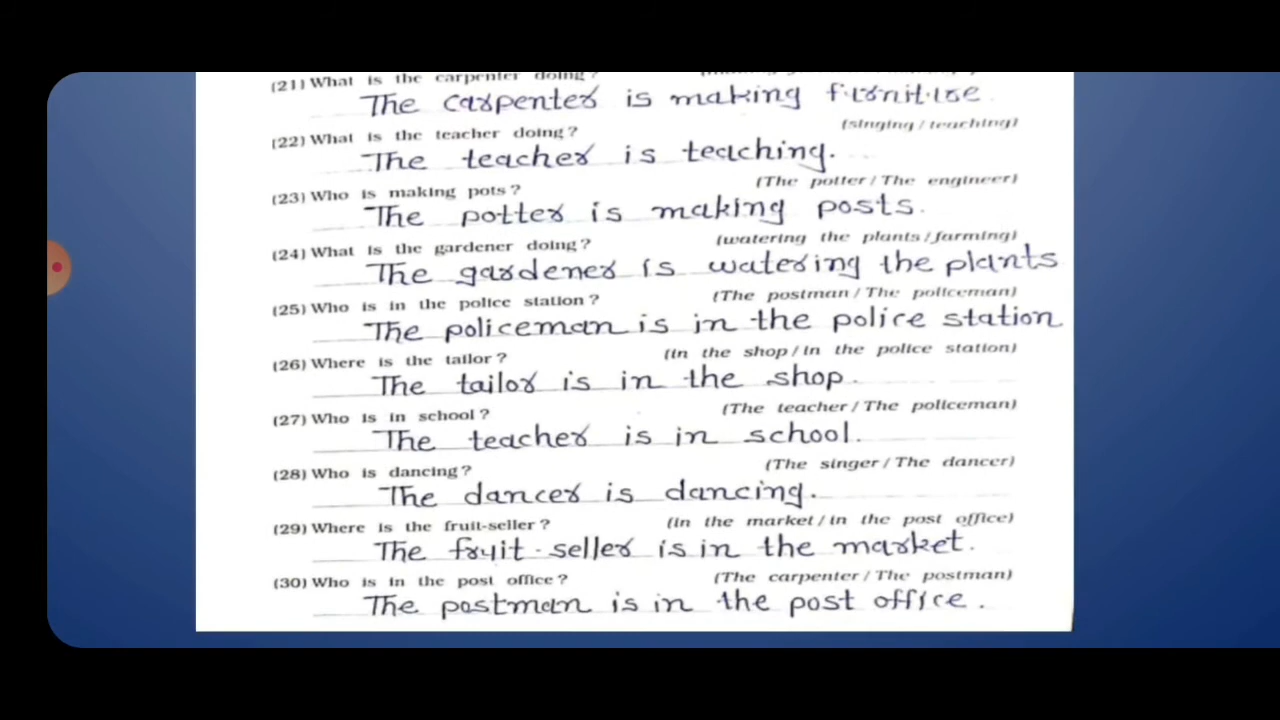 (21) What is the carpenter doing?
The carpenter is making furniture.
(22) What is the teacher doing? (singing / teaching)
The teacher is teaching.
(23) Who is making pots? (The potter / The engineer)
The potter is making posts.
(24) What is the gardener doing? (watering the plants / farming)
The gardener is watering the plants
(25) Who is in the police station? (The postman / The policeman)
The policeman is in the police station
(26) Where is the tailor? (in the shop / in the police station)
The tailor is in the shop.
(27) Who is in school? (The teacher / The policeman)
The teacher is in school.
(28) Who is dancing? (The singer / The dancer)
The dancer is dancing.
(29) Where is the fruit-seller? (in the market / in the post office)
The fruit-seller is in the market.
(30) Who is in the post office? (The carpenter / The postman)
The postman is in the post office.